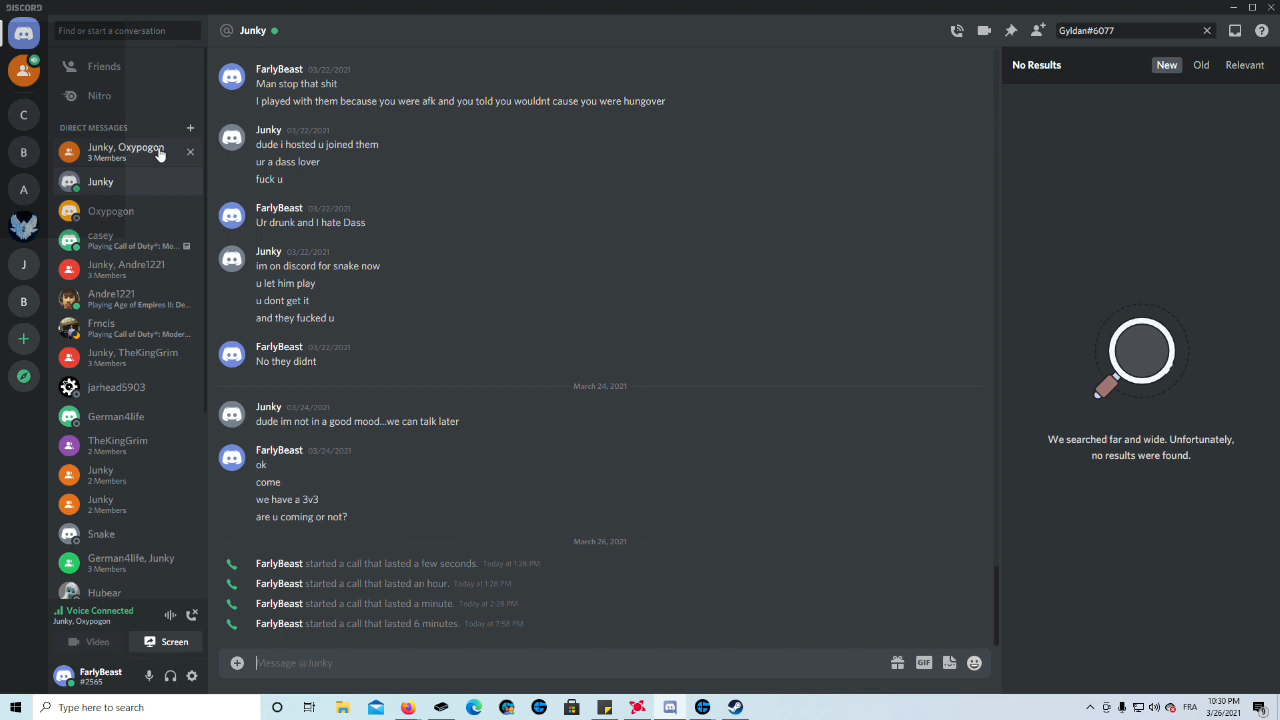 DISCORD
Find or start a conversation
Friends
Nitro
DIRECT MESSAGES
Junky, Oxypogon
3 Members
Junky
Oxypogon
casey
Playing Call of Duty®: Mo...
Junky, Andre1221
3 Members
Andre1221
Playing Age of Empires II: De...
Frncis
Playing Call of Duty®: Moder...
Junky, TheKingGrim
3 Members
jarhead5903
German4life
TheKingGrim
2 Members
Junky
2 Members
Junky
2 Members
Snake
German4life, Junky
3 Members
Hubear
Voice Connected
Junky, Oxypogon
Video
Screen
FarlyBeast
#2565
C
B
A
J
B
@ Junky
FarlyBeast 03/22/2021
Man stop that shit
I played with them because you were afk and you told you wouldnt cause you were hungover
Junky 03/22/2021
dude i hosted u joined them
ur a dass lover
fuck u
FarlyBeast 03/22/2021
Ur drunk and I hate Dass
Junky 03/22/2021
im on discord for snake now
u let him play
u dont get it
and they fucked u
FarlyBeast 03/22/2021
No they didnt
March 24, 2021
Junky 03/24/2021
dude im not in a good mood...we can talk later
FarlyBeast 03/24/2021
ok
come
we have a 3v3
are u coming or not?
March 26, 2021
FarlyBeast started a call that lasted a few seconds. Today at 1:28 PM
FarlyBeast started a call that lasted an hour. Today at 1:28 PM
FarlyBeast started a call that lasted a minute. Today at 2:28 PM
FarlyBeast started a call that lasted 6 minutes. Today at 7:58 PM
Message @Junky
GIF
Gyldan#6077
No Results
New
Old
Relevant
We searched far and wide. Unfortunately,
no results were found.
Type here to search
FRA
10:30 PM
3/26/2021